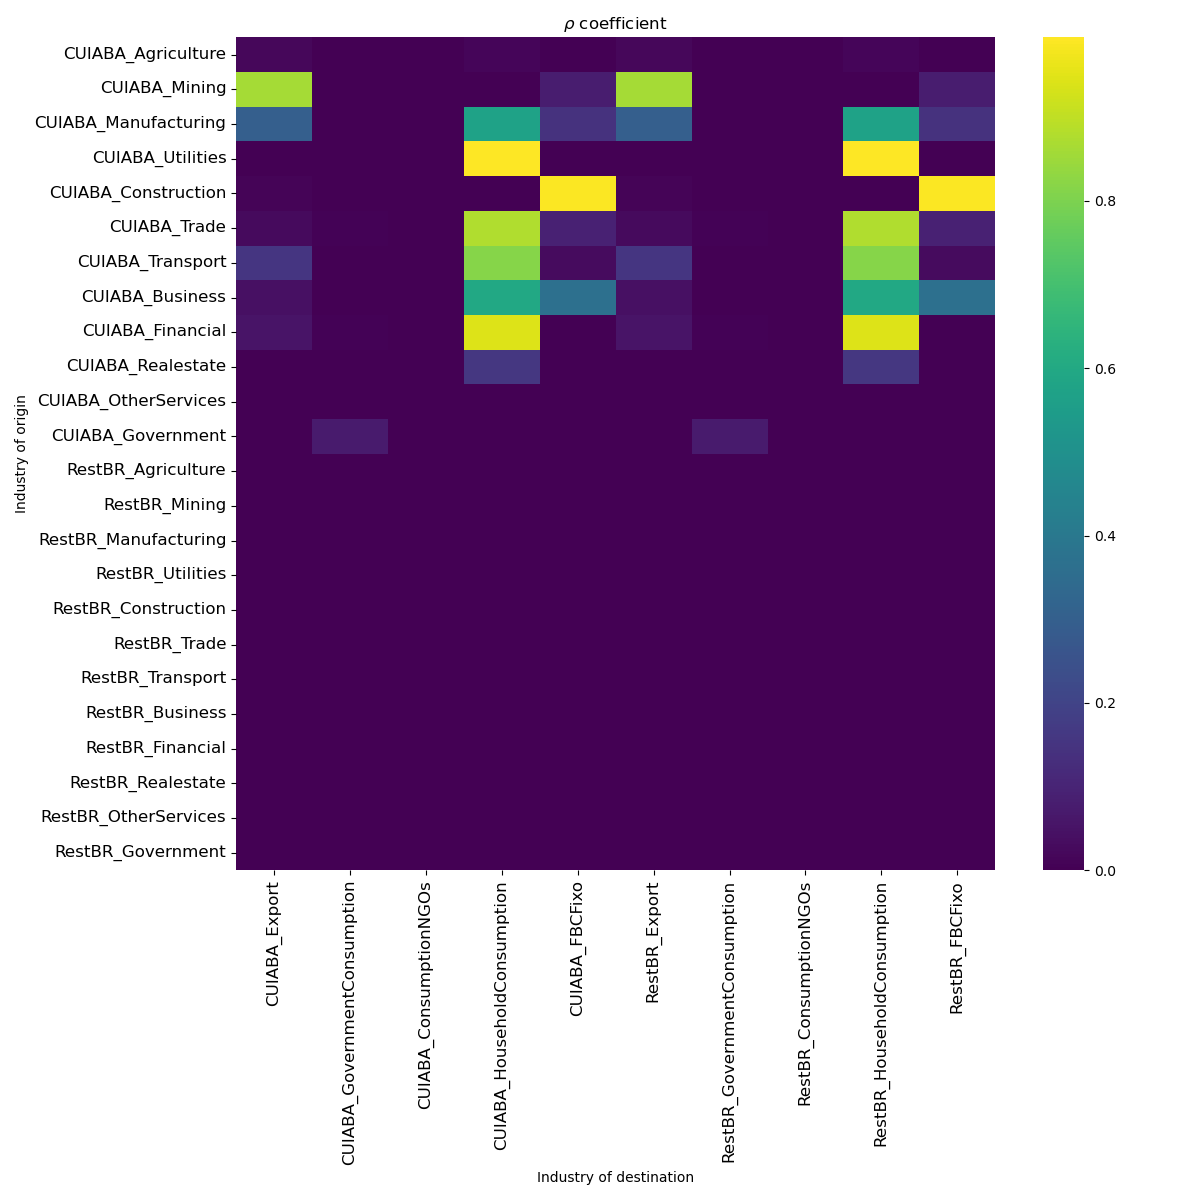 ρ coefficient
CUIABA_Agriculture
CUIABA_Mining
CUIABA_Manufacturing
CUIABA_Utilities
CUIABA_Construction
CUIABA_Trade
CUIABA_Transport
CUIABA_Business
CUIABA_Financial
CUIABA_Realestate
CUIABA_OtherServices
CUIABA_Government
RestBR_Agriculture
RestBR_Mining
RestBR_Manufacturing
RestBR_Utilities
RestBR_Construction
RestBR_Trade
RestBR_Transport
RestBR_Business
RestBR_Financial
RestBR_Realestate
RestBR_OtherServices
RestBR_Government
Industry of origin
CUIABA_Export
CUIABA_GovernmentConsumption
CUIABA_ConsumptionNGOs
CUIABA_HouseholdConsumption
CUIABA_FBCFixo
RestBR_Export
RestBR_GovernmentConsumption
RestBR_ConsumptionNGOs
RestBR_HouseholdConsumption
RestBR_FBCFixo
Industry of destination
0.8
0.6
0.4
0.2
0.0